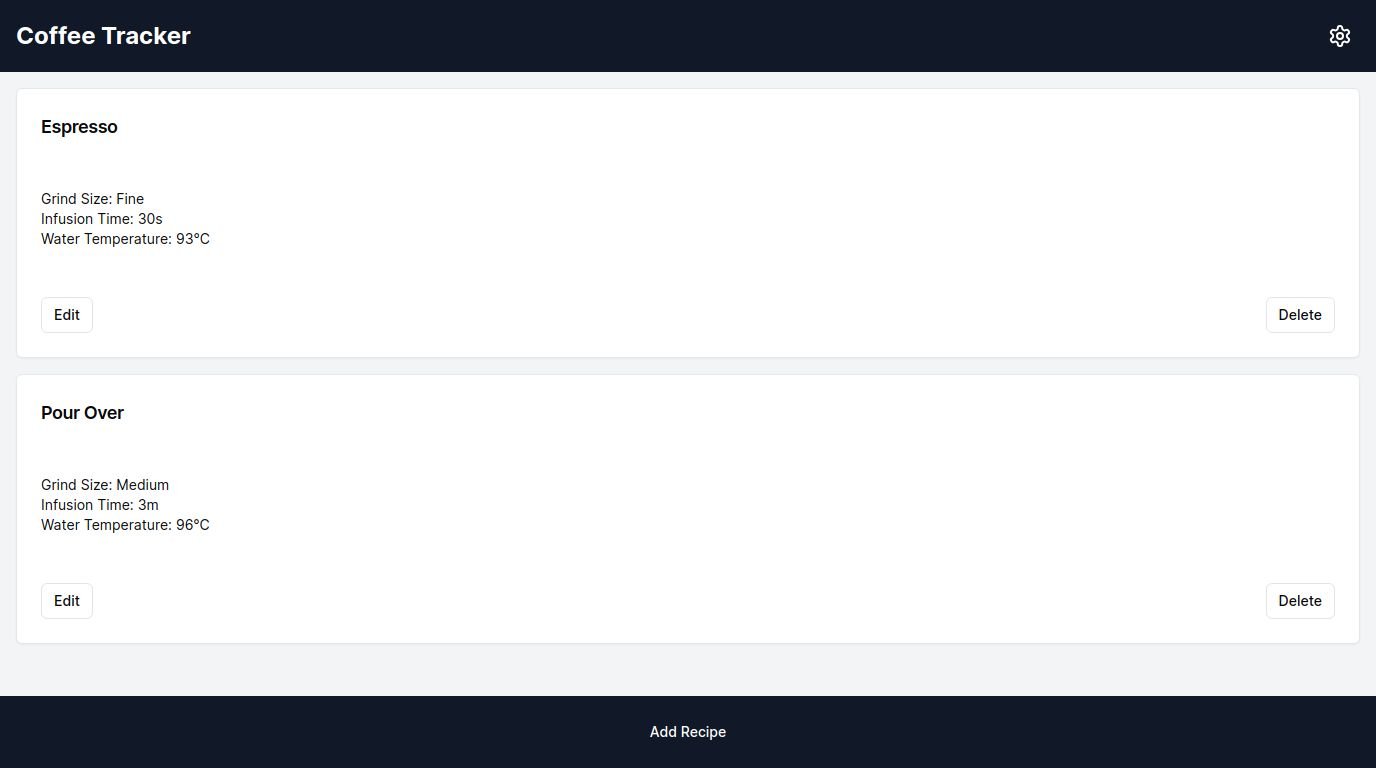 Coffee Tracker
Espresso
Grind Size: Fine
Infusion Time: 30s
Water Temperature: 93°C
Edit
Delete
Pour Over
Grind Size: Medium
Infusion Time: 3m
Water Temperature: 96°C
Edit
Delete
Add Recipe